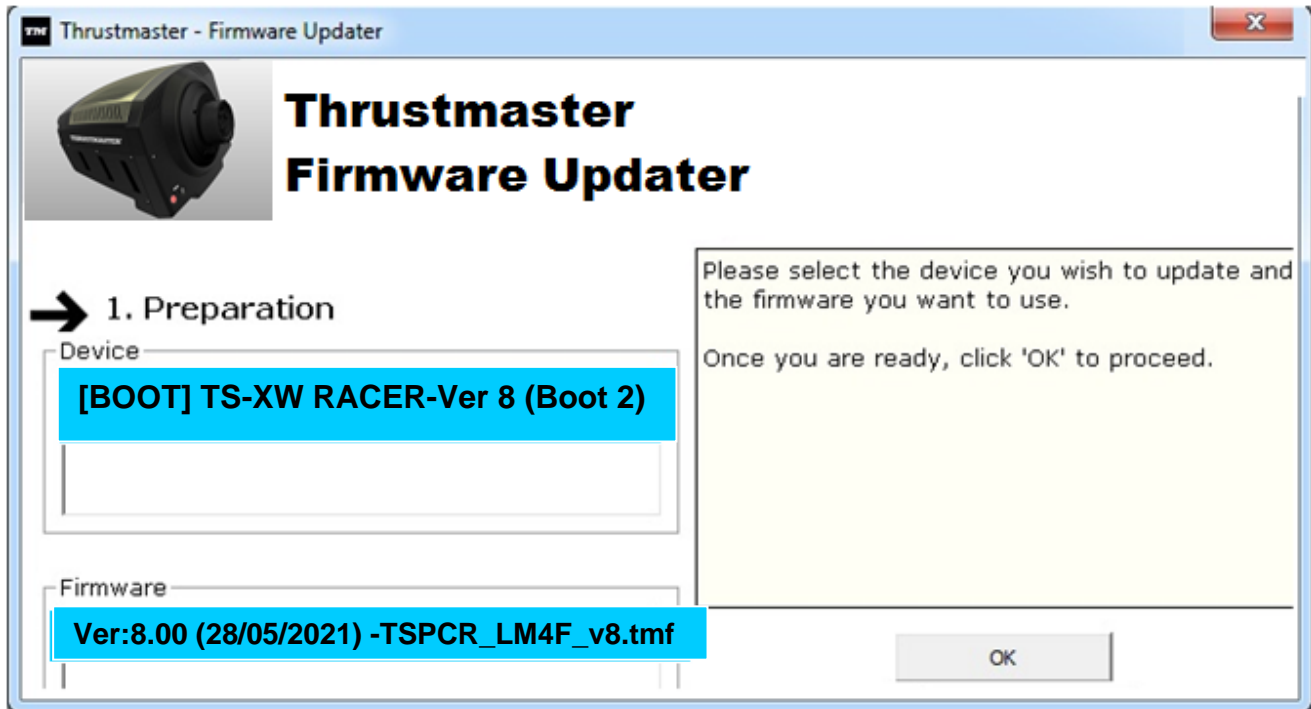 Thrustmaster - Firmware Updater
Thrustmaster
Firmware Updater
1. Preparation
Device
[BOOT] TS-XW RACER-Ver 8 (Boot 2)
Firmware
Ver:8.00 (28/05/2021) -TSPCR_LM4F_v8.tmf
Please select the device you wish to update and
the firmware you want to use.
Once you are ready, click 'OK' to proceed.
OK